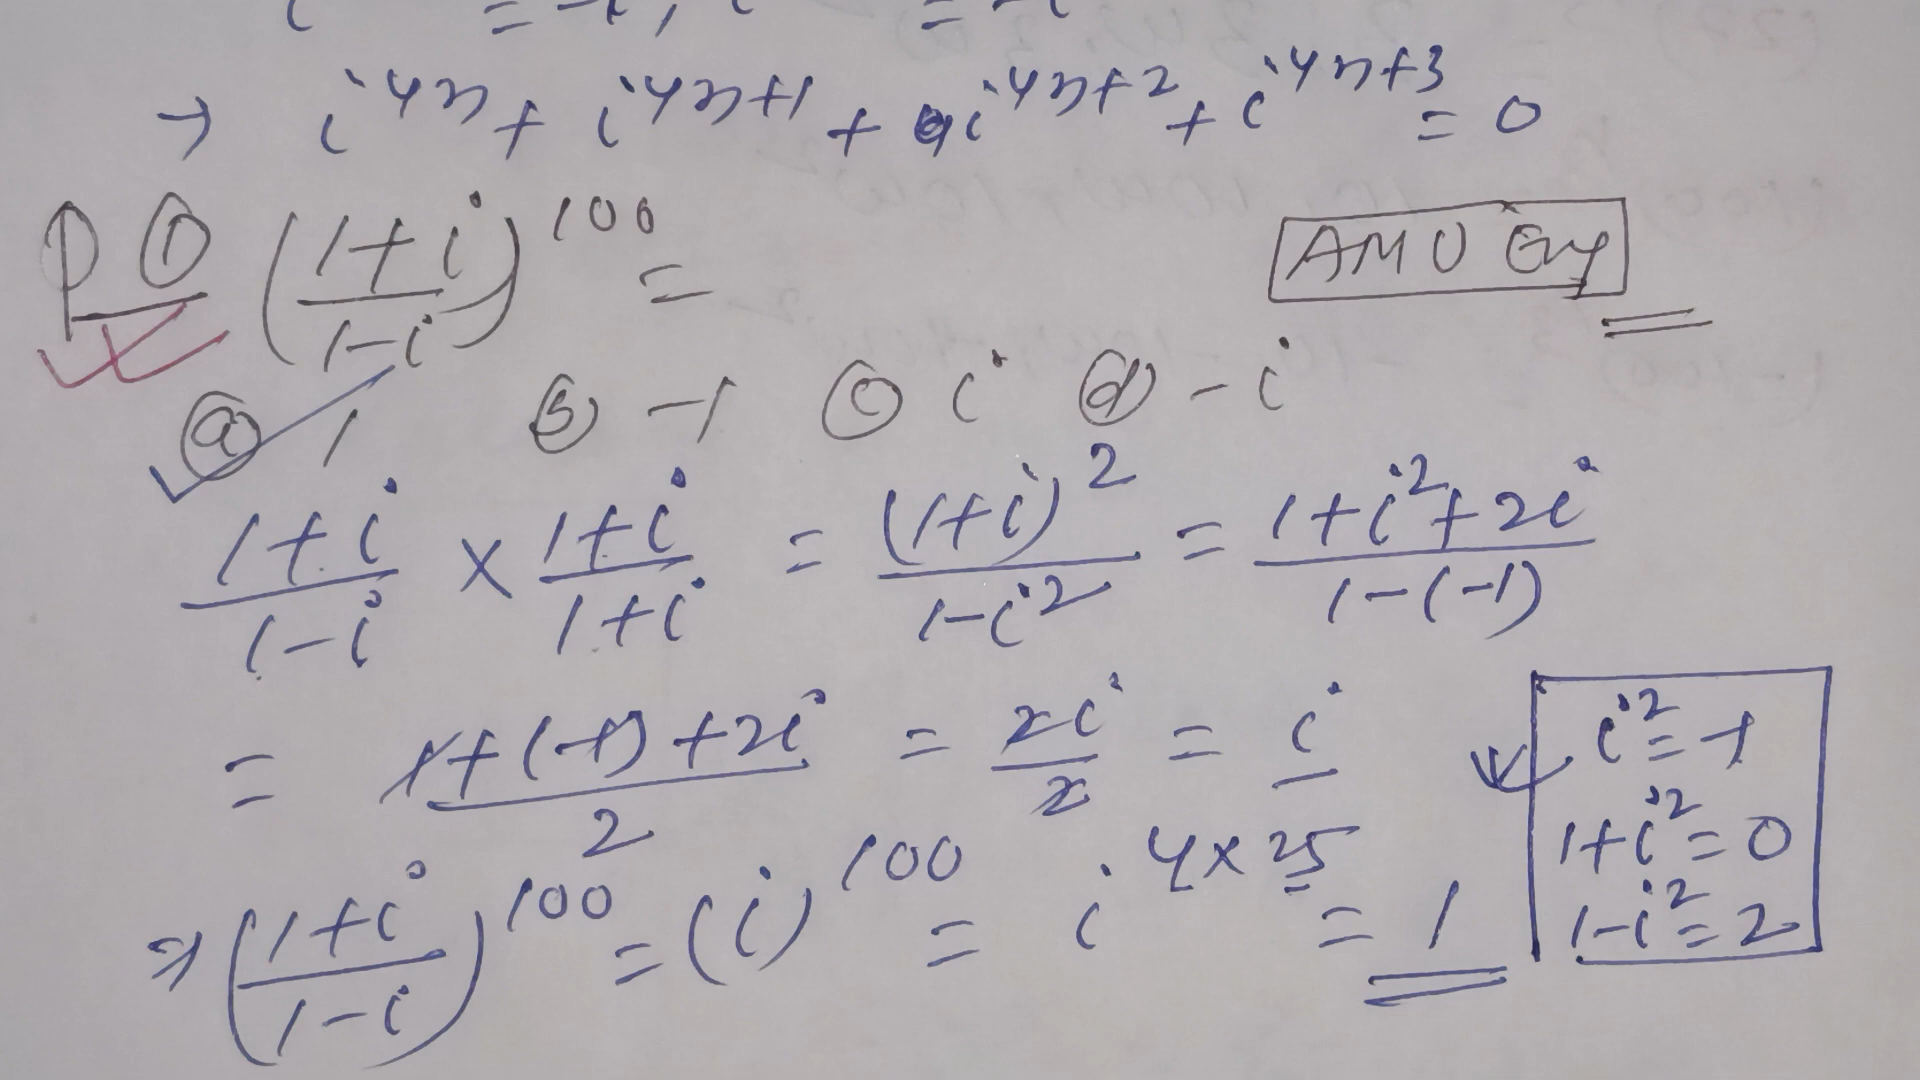 → i^4n + i^4n+1 + i^4n+2 + i^4n+3 = 0
P ① ((1+i)/(1-i))^100 = AMU Eng
ⓐ 1 ⓑ -1 ⓒ i ⓓ -i
(1+i)/(1-i) × (1+i)/(1+i) = (1+i)^2/(1-i^2) = (1+i^2+2i)/(1-(-1))
= (1+(-1)+2i)/2 = 2i/2 = i
i^2 = -1
1+i^2 = 0
1-i^2 = 2
⇒ ((1+i)/(1-i))^100 = (i)^100 = i^4×25 = 1